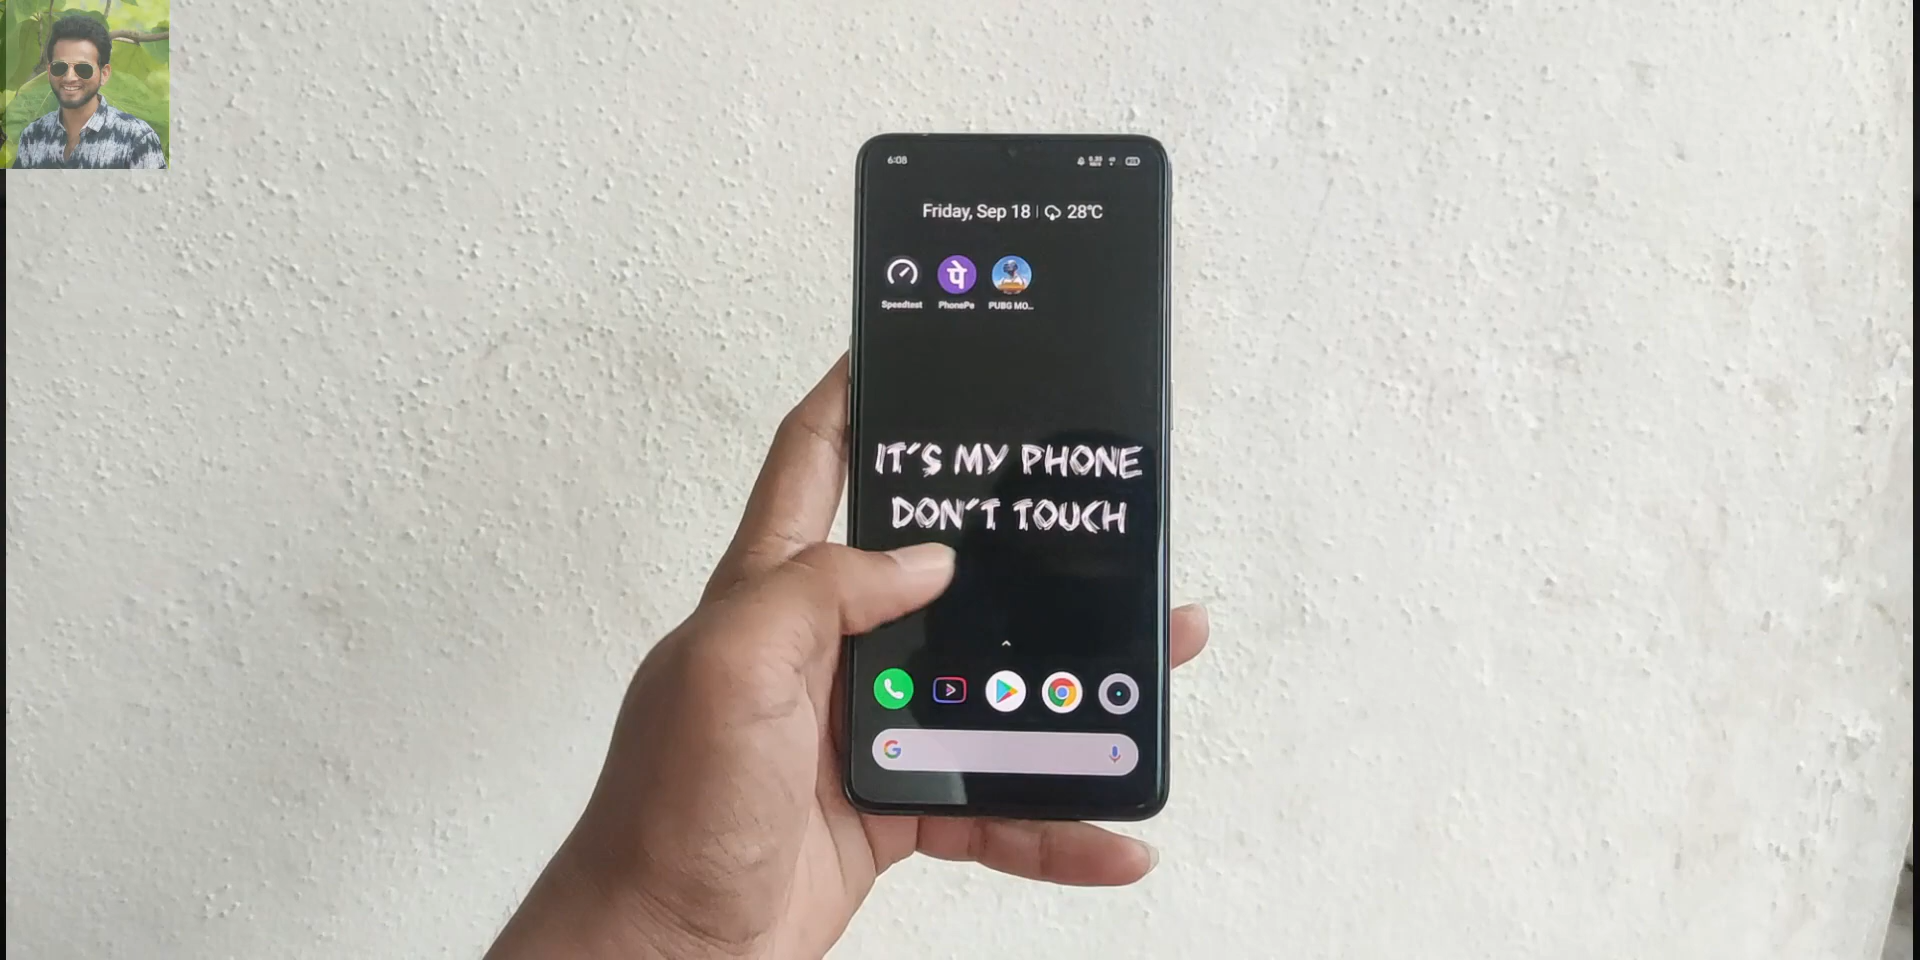 6:08
Friday, Sep 18 | 28°C
Speedtest PhonePe PUBG MO...
पे
IT'S MY PHONE
DON'T TOUCH
G